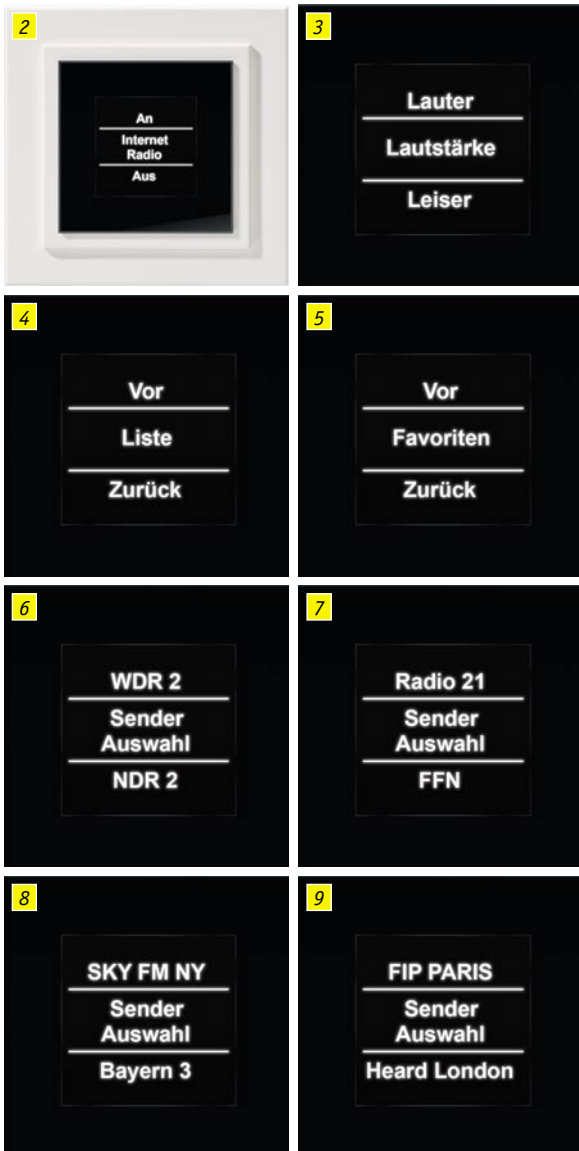 2
An
Internet
Radio
Aus
3
Lauter
Lautstärke
Leiser
4
Vor
Liste
Zurück
5
Vor
Favoriten
Zurück
6
WDR 2
Sender
Auswahl
NDR 2
7
Radio 21
Sender
Auswahl
FFN
8
SKY FM NY
Sender
Auswahl
Bayern 3
9
FIP PARIS
Sender
Auswahl
Heard London